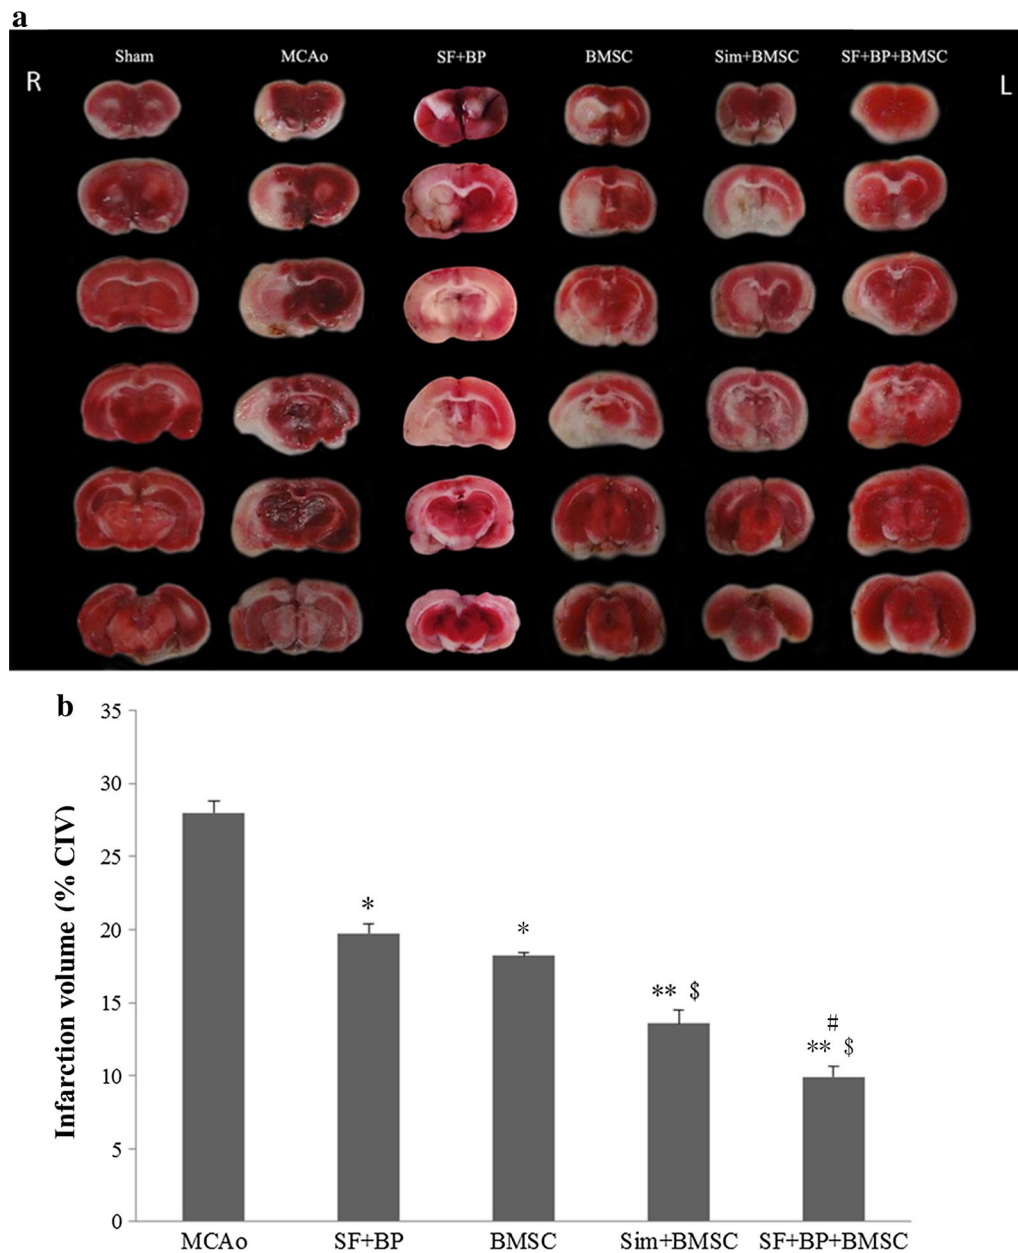 a
Sham MCAo SF+BP BMSC Sim+BMSC SF+BP+BMSC
R L
b
Infarction volume (% CIV)
35
30
25
20
15
10
5
0
*
*
** $
#
** $
MCAo SF+BP BMSC Sim+BMSC SF+BP+BMSC